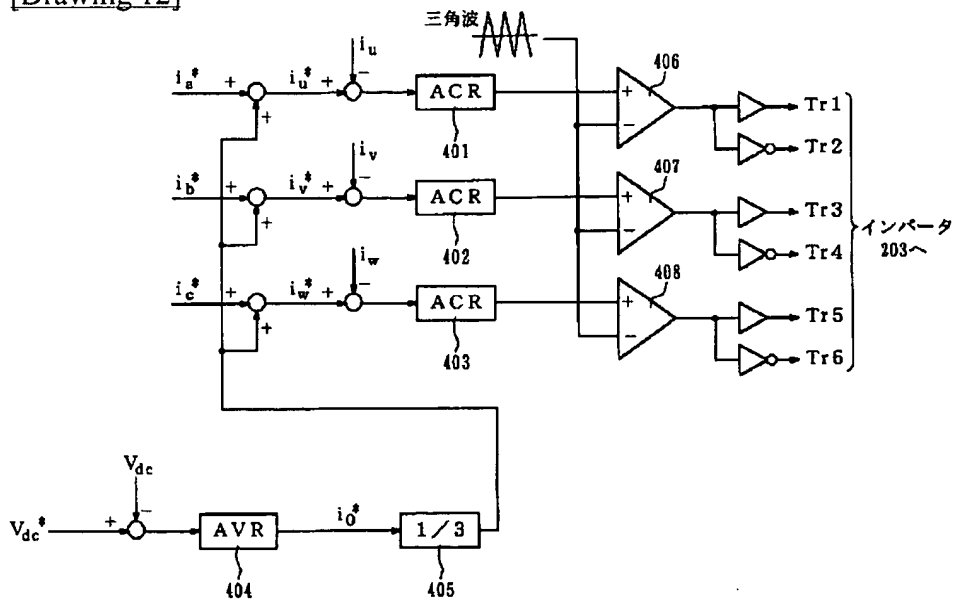 [Drawing 12]
三角波
i_a* + + i_u* + − i_u ACR 401
+ − 406
Tr1
Tr2
i_b* + + i_v* + − i_v ACR 402
+ − 407
Tr3
Tr4
インバータ
203へ
i_c* + + i_w* + − i_w ACR 403
+ − 408
Tr5
Tr6
V_dc
V_dc* + − AVR i_0* 1/3
404 405